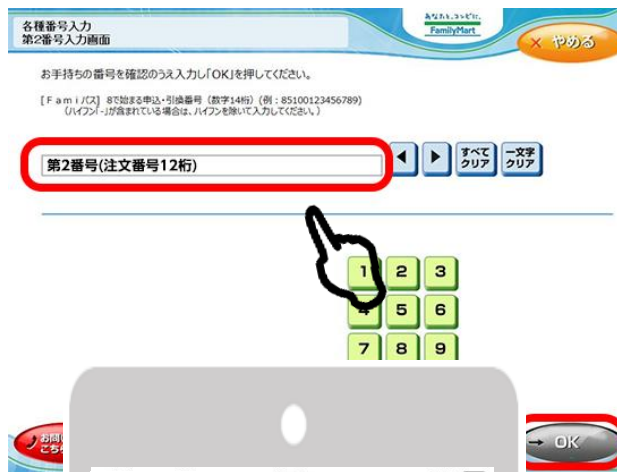 各種番号入力
第2番号入力画面
あなたと、コンビに、
FamilyMart
× やめる
お手持ちの番号を確認のうえ入力し「OK」を押してください。
[Famiパス] 8で始まる申込・引換番号(数字14桁)(例:85100123456789)
(ハイフン「-」が含まれている場合は、ハイフンを除いて入力してください。)
第2番号(注文番号12桁)
◀ ▶ すべてクリア 一文字クリア
1 2 3
4 5 6
7 8 9
→ OK